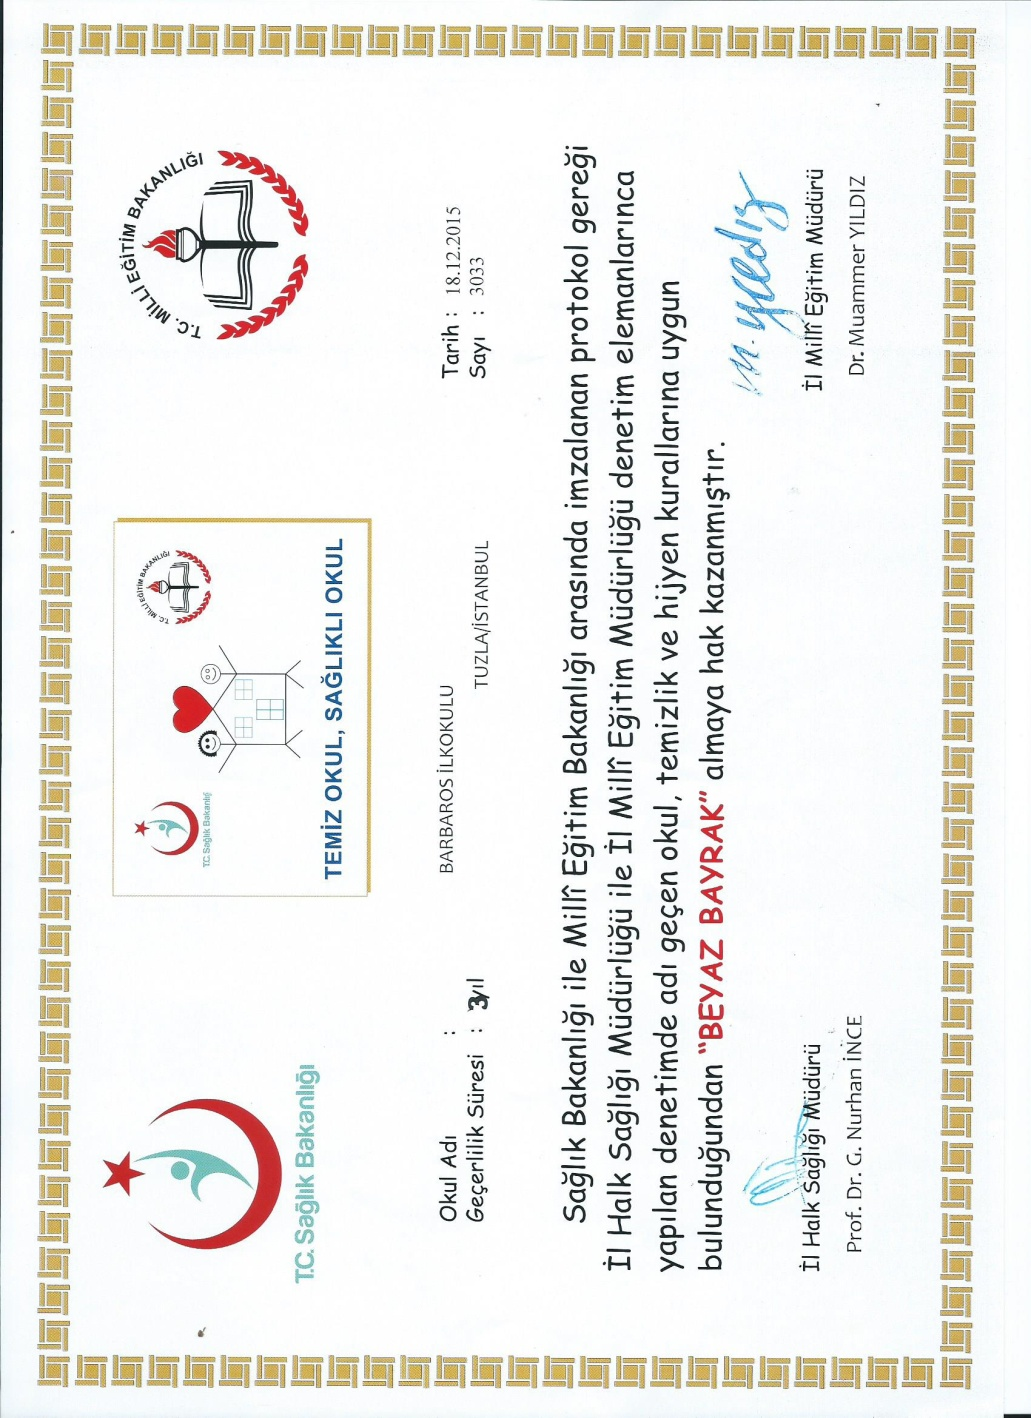 T.C. Sağlık Bakanlığı
T.C. Sağlık Bakanlığı
T.C. MİLLİ EĞİTİM BAKANLIĞI
TEMİZ OKUL, SAĞLIKLI OKUL
T.C. MİLLİ EĞİTİM BAKANLIĞI
Okul Adı : BARBAROS İLKOKULU Tarih : 18.12.2015
Geçerlilik Süresi : 3 yıl TUZLA/İSTANBUL Sayı : 3033
Sağlık Bakanlığı ile Millî Eğitim Bakanlığı arasında imzalanan protokol gereği
İl Halk Sağlığı Müdürlüğü ile İl Millî Eğitim Müdürlüğü denetim elemanlarınca
yapılan denetimde adı geçen okul, temizlik ve hijyen kurallarına uygun
bulunduğundan “BEYAZ BAYRAK” almaya hak kazanmıştır.
m. yıldız
İl Halk Sağlığı Müdürü İl Millî Eğitim Müdürü
Prof. Dr. G. Nurhan İNCE Dr. Muammer YILDIZ